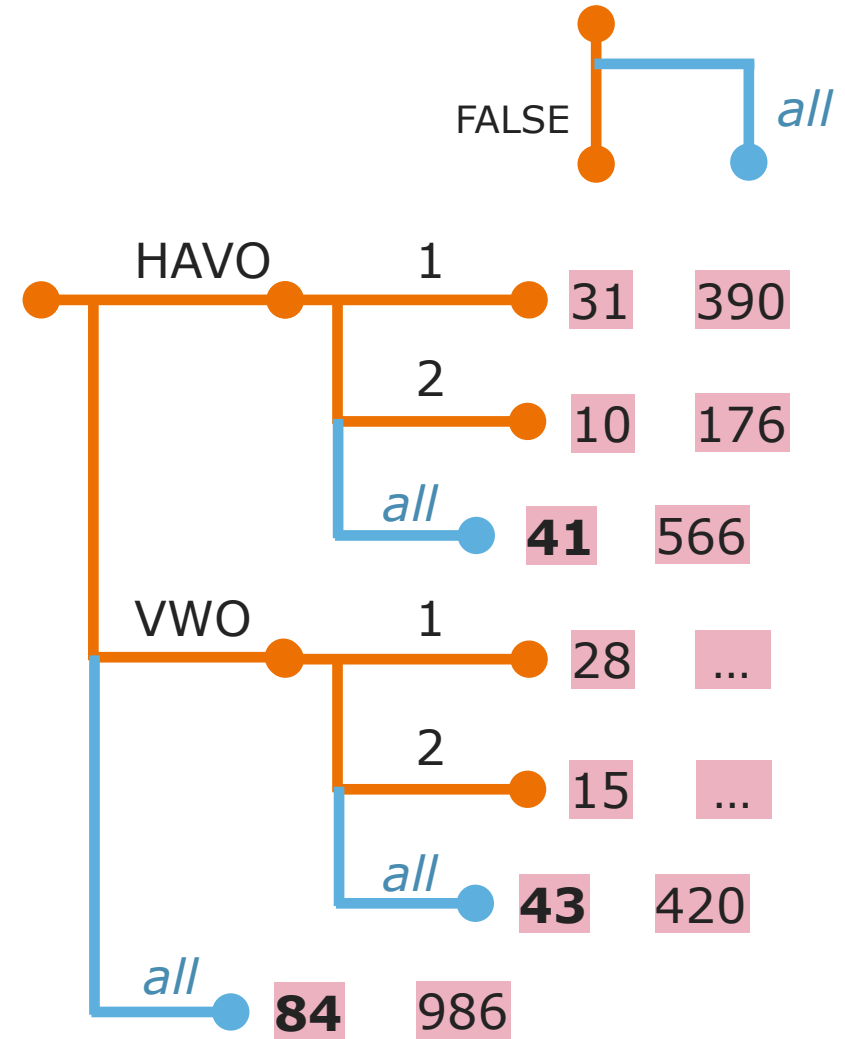 all
FALSE
HAVO 1
31 390
2
10 176
all
41 566
VWO 1
28 ...
2
15 ...
all
43 420
all
84 986